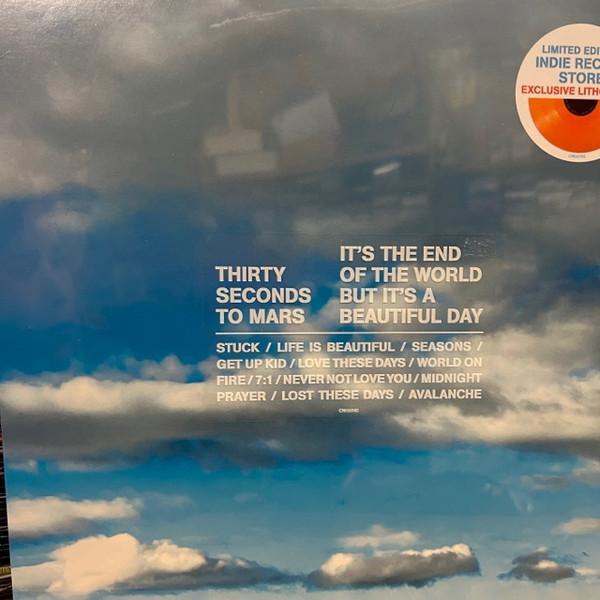 LIMITED EDI
INDIE REC
STORE
EXCLUSIVE LITH
THIRTY
SECONDS
TO MARS
IT'S THE END
OF THE WORLD
BUT IT'S A
BEAUTIFUL DAY
STUCK / LIFE IS BEAUTIFUL / SEASONS /
GET UP KID / LOVE THESE DAYS / WORLD ON
FIRE / 7:1 / NEVER NOT LOVE YOU / MIDNIGHT
PRAYER / LOST THESE DAYS / AVALANCHE